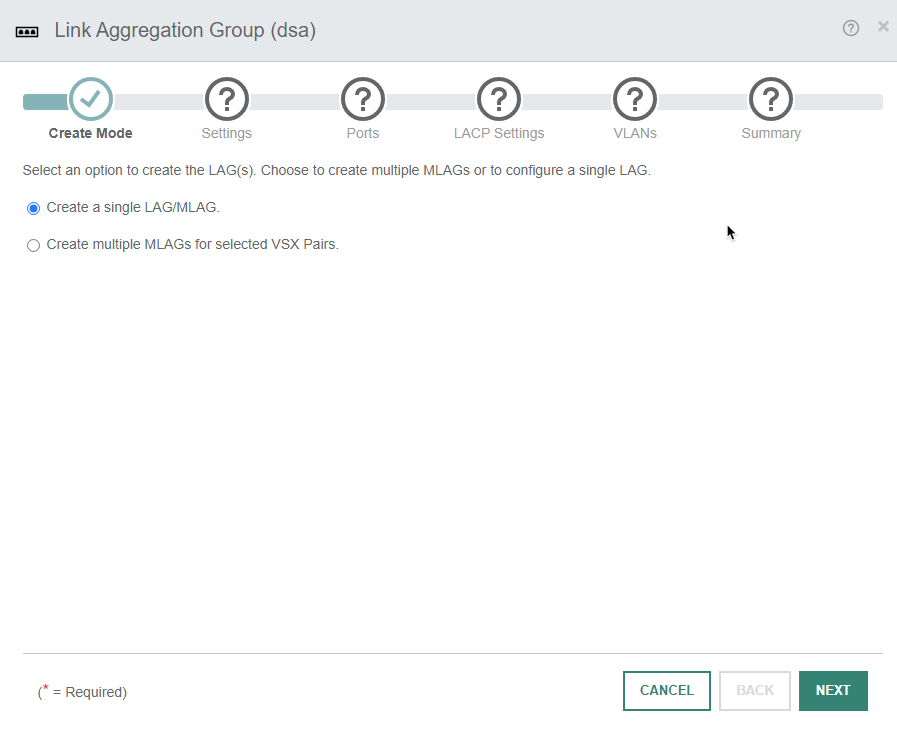 Link Aggregation Group (dsa)
?
×
? ? ? ? ?
Create Mode Settings Ports LACP Settings VLANs Summary
Select an option to create the LAG(s). Choose to create multiple MLAGs or to configure a single LAG.
Create a single LAG/MLAG.
Create multiple MLAGs for selected VSX Pairs.
(* = Required)
CANCEL BACK NEXT